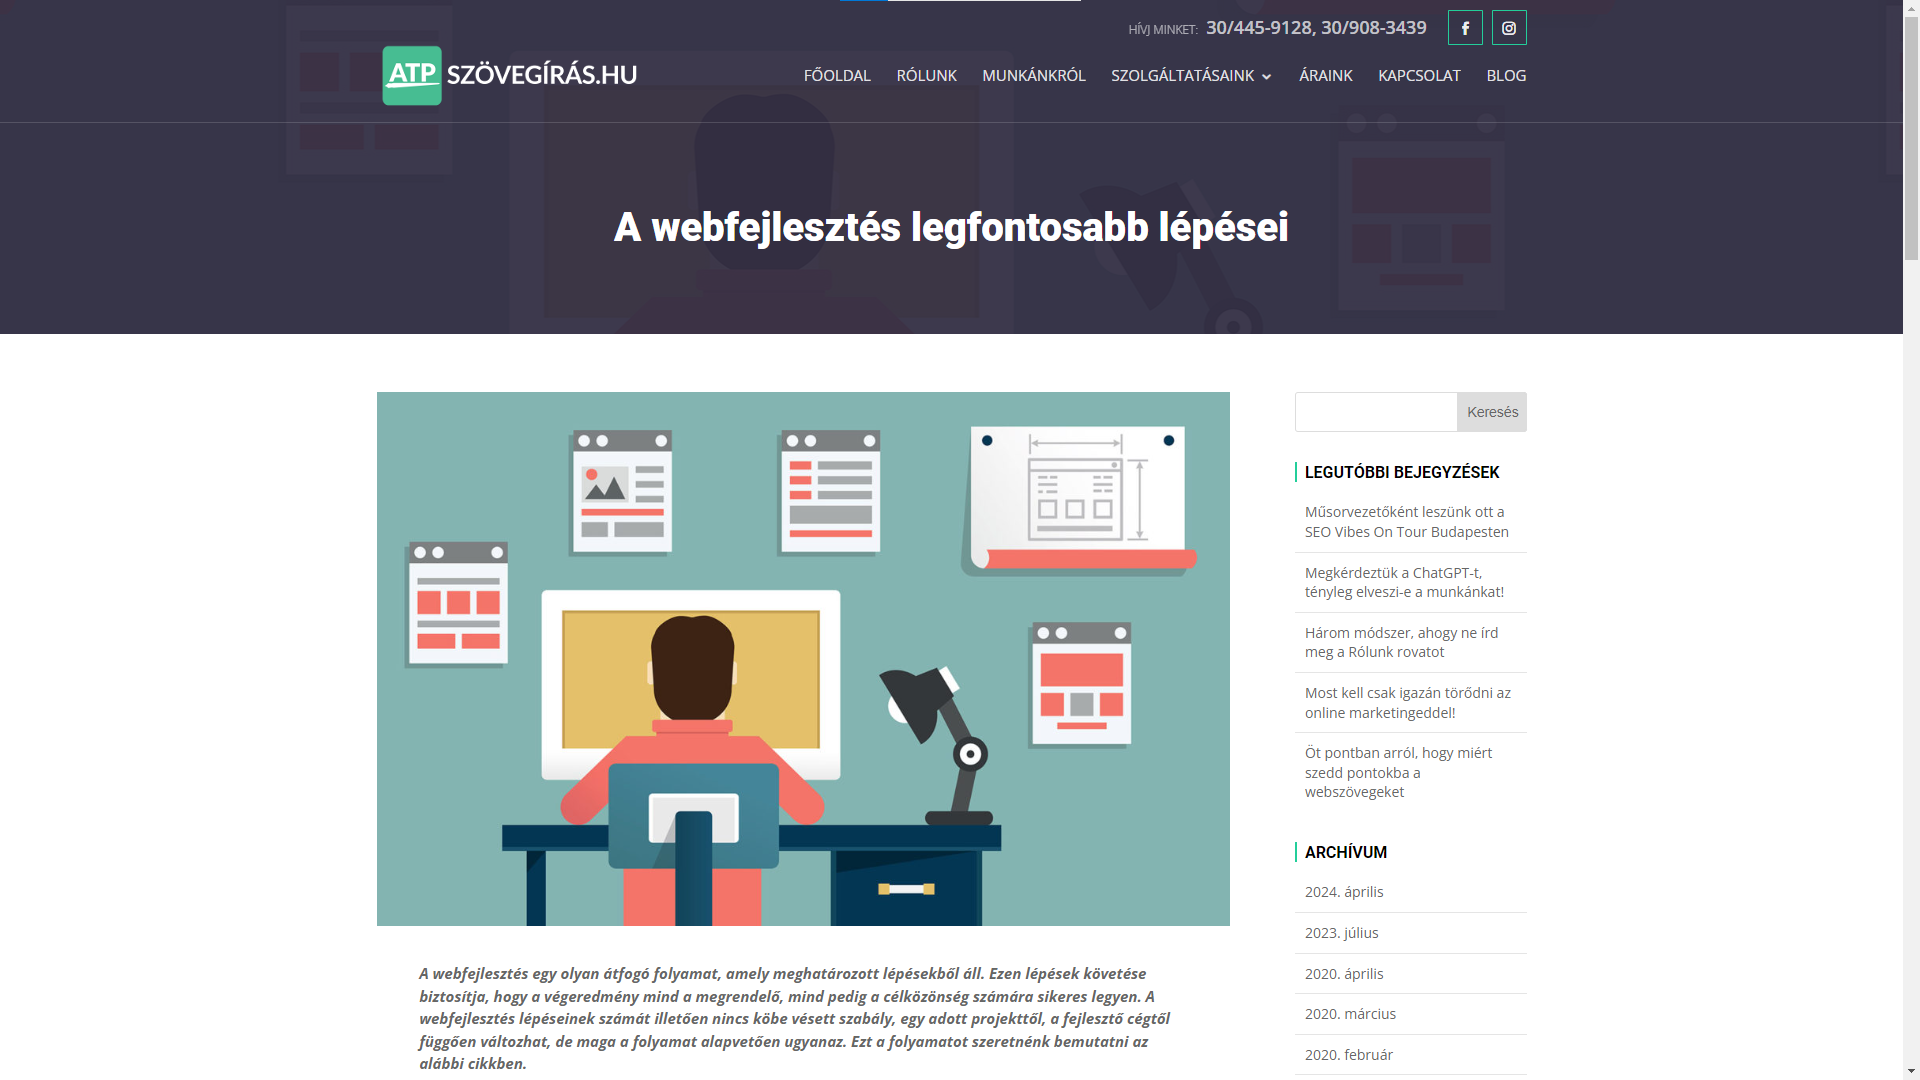 HÍVJ MINKET: 30/445-9128, 30/908-3439
ATP SZÖVEGÍRÁS.HU
FŐOLDAL RÓLUNK MUNKÁNKRÓL SZOLGÁLTATÁSAINK ÁRAINK KAPCSOLAT BLOG
A webfejlesztés legfontosabb lépései
Keresés
LEGUTÓBBI BEJEGYZÉSEK
Műsorvezetőként leszünk ott a
SEO Vibes On Tour Budapesten
Megkérdeztük a ChatGPT-t,
tényleg elveszi-e a munkánkat!
Három módszer, ahogy ne írd
meg a Rólunk rovatot
Most kell csak igazán törődni az
online marketingeddel!
Öt pontban arról, hogy miért
szedd pontokba a
webszövegeket
ARCHÍVUM
2024. április
2023. július
2020. április
2020. március
2020. február
A webfejlesztés egy olyan átfogó folyamat, amely meghatározott lépésekből áll. Ezen lépések követése
biztosítja, hogy a végeredmény mind a megrendelő, mind pedig a célközönség számára sikeres legyen. A
webfejlesztés lépéseinek számát illetően nincs köbe vésett szabály, egy adott projekttől, a fejlesztő cégtől
függően változhat, de maga a folyamat alapvetően ugyanaz. Ezt a folyamatot szeretnénk bemutatni az
alábbi cikkben.